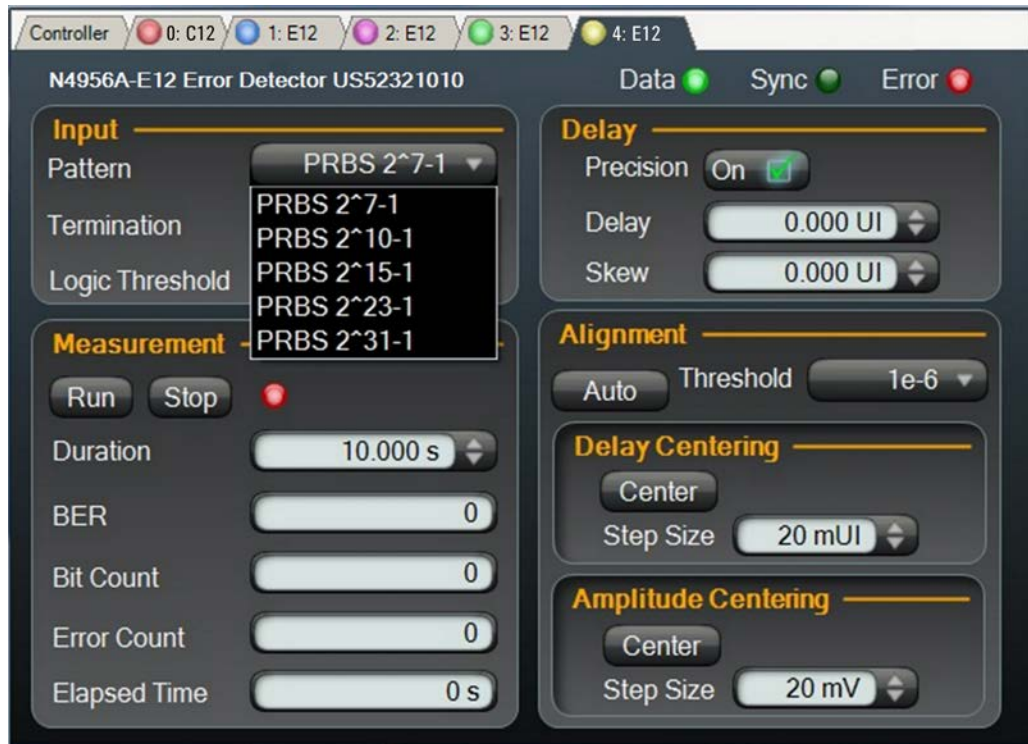 Controller 0: C12 1: E12 2: E12 3: E12 4: E12
N4956A-E12 Error Detector US52321010 Data Sync Error
Input
Pattern PRBS 2^7-1
PRBS 2^7-1
Termination
PRBS 2^10-1
PRBS 2^15-1
Logic Threshold
PRBS 2^23-1
PRBS 2^31-1
Measurement
Run Stop
Duration 10.000 s
BER 0
Bit Count 0
Error Count 0
Elapsed Time 0 s
Delay
Precision On
Delay 0.000 UI
Skew 0.000 UI
Alignment
Auto Threshold 1e-6
Delay Centering
Center
Step Size 20 mUI
Amplitude Centering
Center
Step Size 20 mV